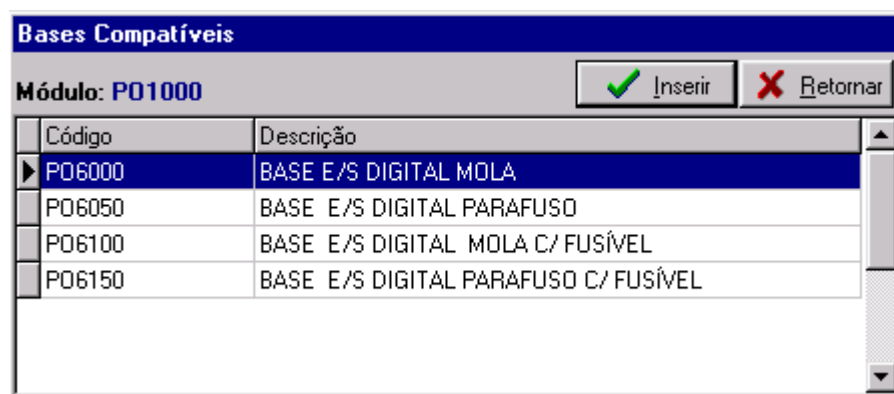 Bases Compatíveis
Módulo: PO1000 Inserir Retornar
Código Descrição
PO6000 BASE E/S DIGITAL MOLA
PO6050 BASE E/S DIGITAL PARAFUSO
PO6100 BASE E/S DIGITAL MOLA C/ FUSÍVEL
PO6150 BASE E/S DIGITAL PARAFUSO C/ FUSÍVEL